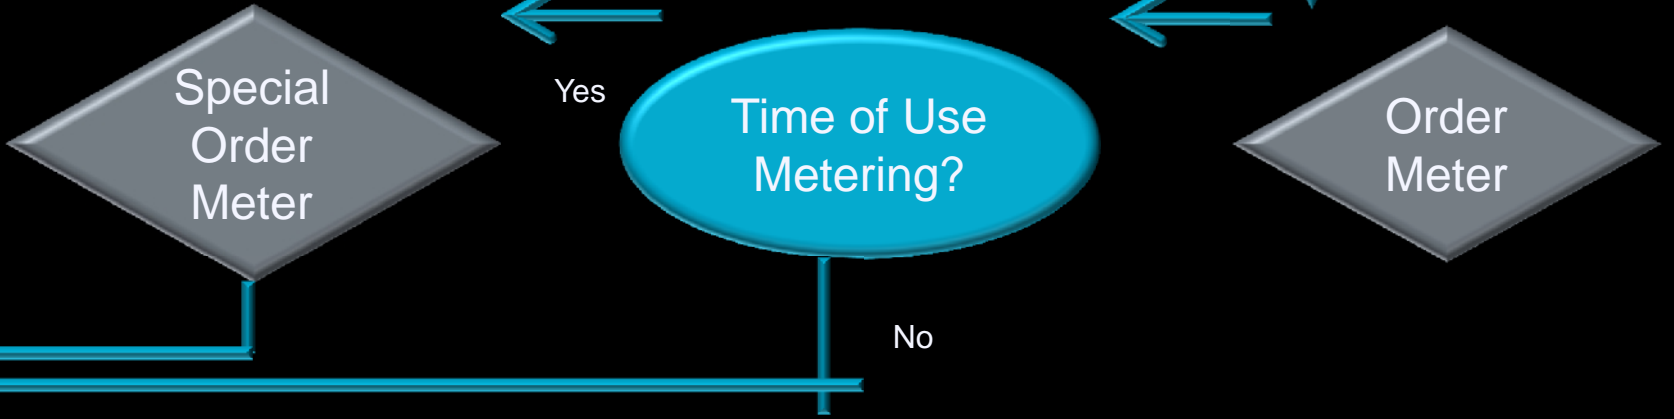 Special
Order
Meter
Yes
Time of Use
Metering?
No
Order
Meter